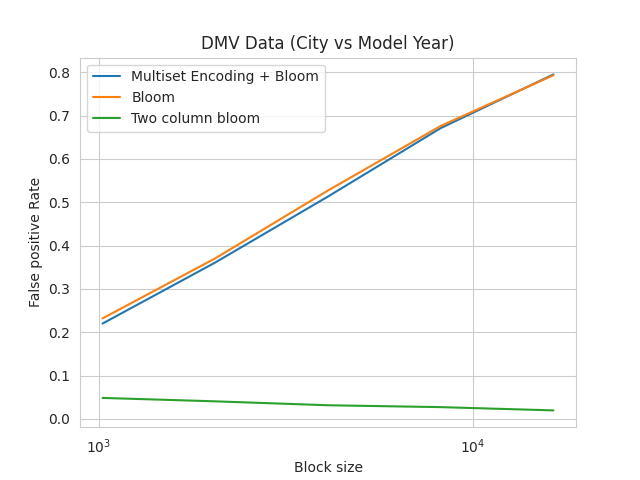 DMV Data (City vs Model Year)
Multiset Encoding + Bloom
Bloom
Two column bloom
False positive Rate
0.8
0.7
0.6
0.5
0.4
0.3
0.2
0.1
0.0
10³
10⁴
Block size